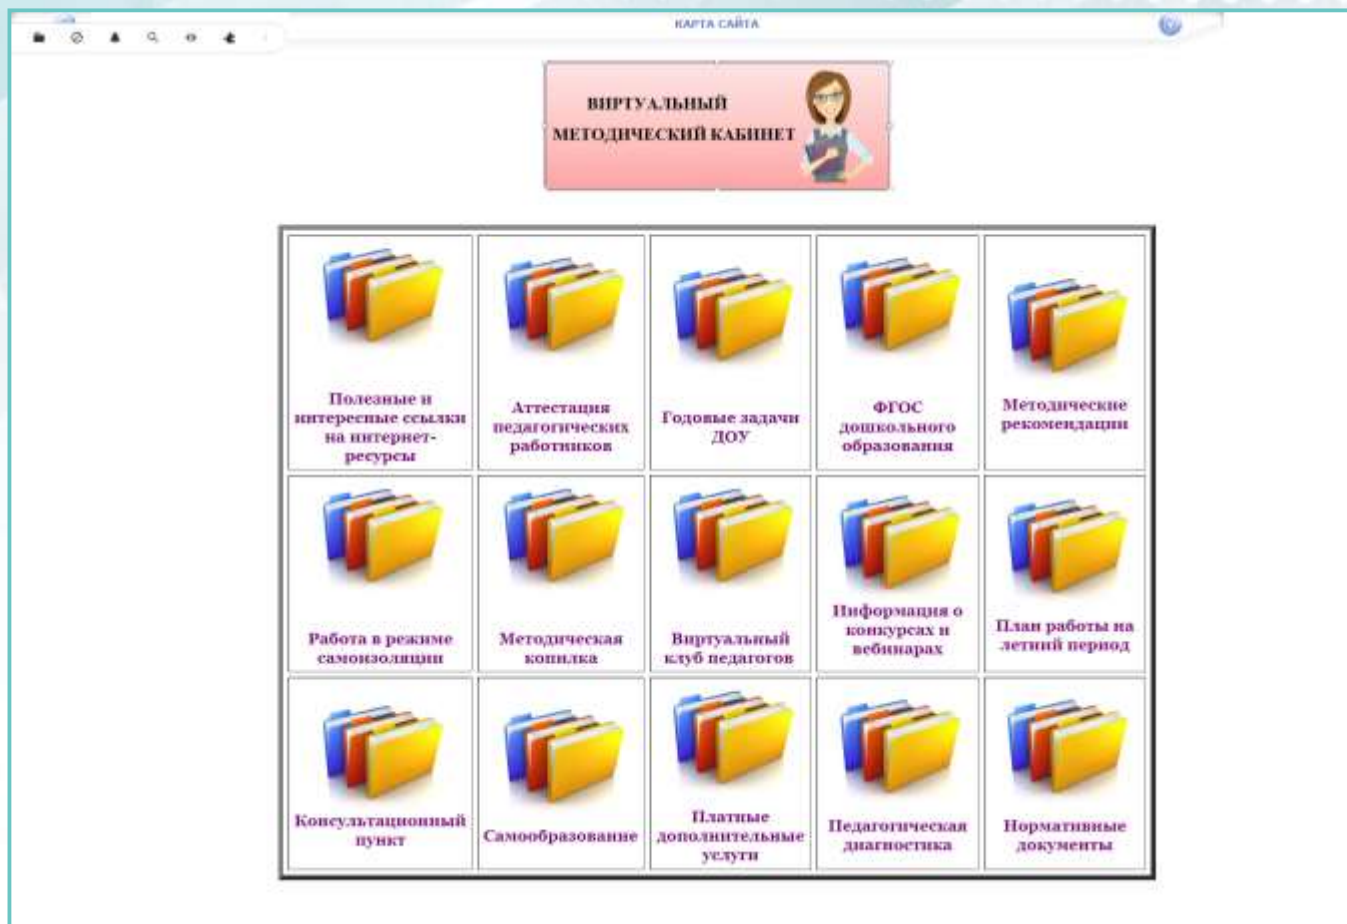 КАРТА САЙТА
ВИРТУАЛЬНЫЙ
МЕТОДИЧЕСКИЙ КАБИНЕТ
Полезные и
интересные ссылки
на интернет-
ресурсы
Аттестация
педагогических
работников
Годовые задачи
ДОУ
ФГОС
дошкольного
образования
Методические
рекомендации
Работа в режиме
самоизоляции
Методическая
копилка
Виртуальный
клуб педагогов
Информация о
конкурсах и
вебинарах
План работы на
летний период
Консультационный
пункт
Самообразование
Платные
дополнительные
услуги
Педагогическая
диагностика
Нормативные
документы